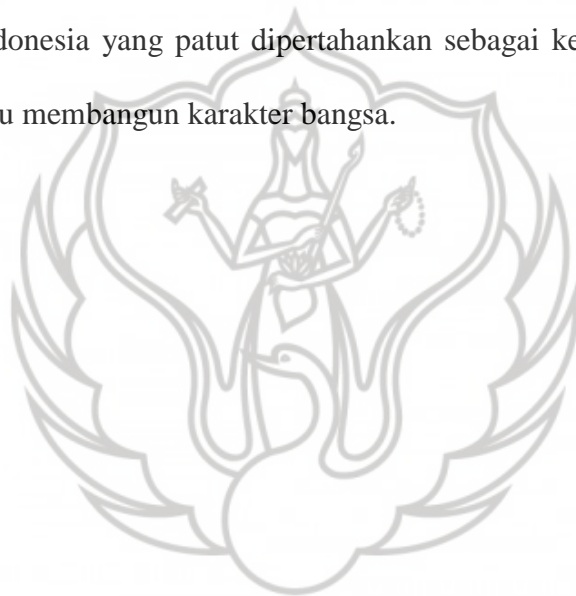 donesia yang patut dipertahankan sebagai ke
u membangun karakter bangsa.